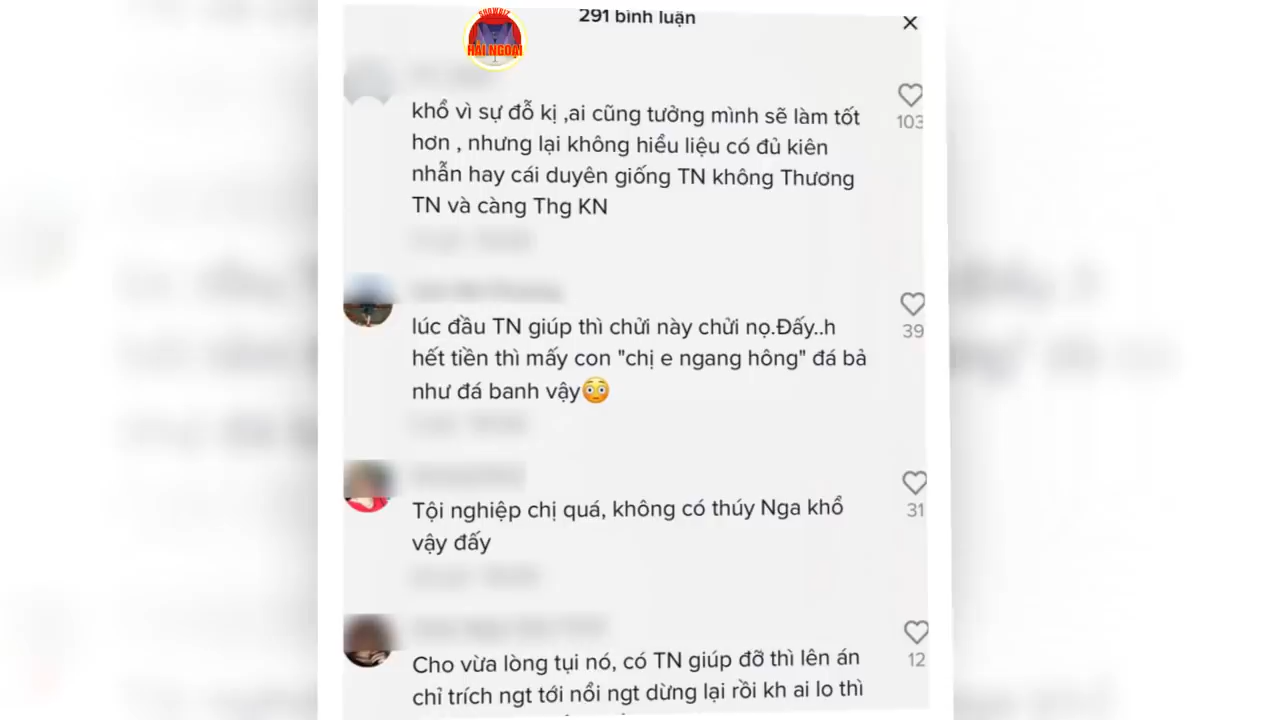 291 bình luận
SHOWBIZ
HẢI NGOẠI
khổ vì sự đỗ kị ,ai cũng tưởng mình sẽ làm tốt
hơn , nhưng lại không hiểu liệu có đủ kiên
nhẫn hay cái duyên giống TN không Thương
TN và càng Thg KN
103
lúc đầu TN giúp thì chửi này chửi nọ.Đấy..h
hết tiền thì mấy con "chị e ngang hông" đá bả
như đá banh vậy😳
39
Tội nghiệp chị quá, không có thúy Nga khổ
vậy đấy
31
Cho vừa lòng tụi nó, có TN giúp đỡ thì lên án
chỉ trích ngt tới nổi ngt dừng lại rồi kh ai lo thì
12